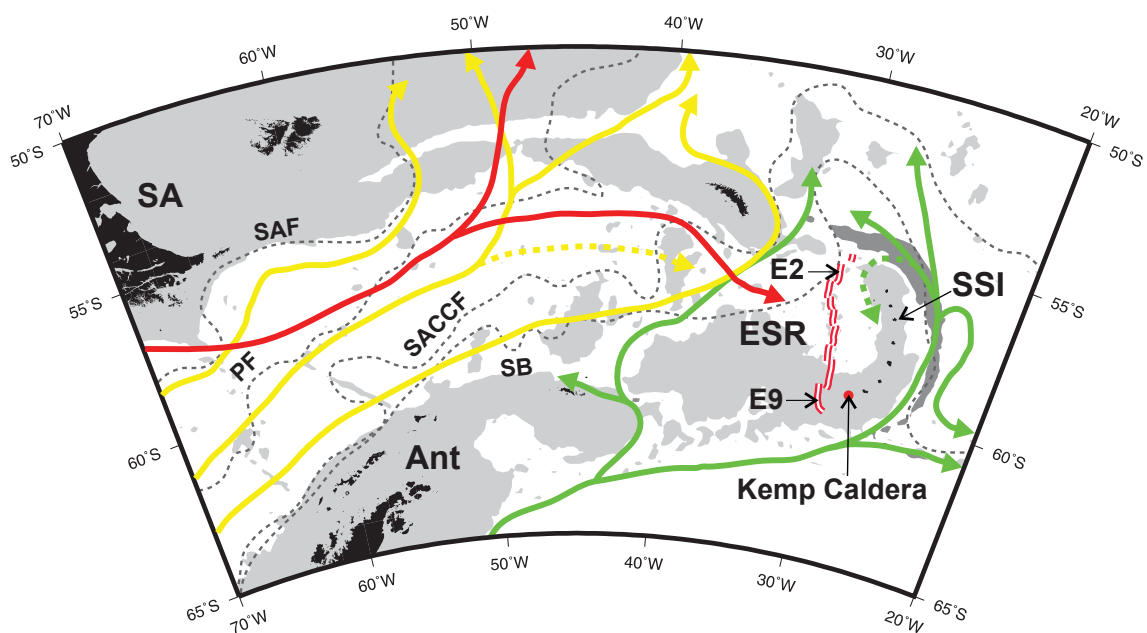 50˚W
40˚W
60˚W
30˚W
70˚W
20˚W
50˚S
50˚S
SA
SAF
E2
SSI
55˚S
55˚S
ESR
PF
SACCF
SB
E9
60˚S
60˚S
Ant
Kemp Caldera
50˚W
40˚W
60˚W
30˚W
65˚S
65˚S
70˚W
20˚W